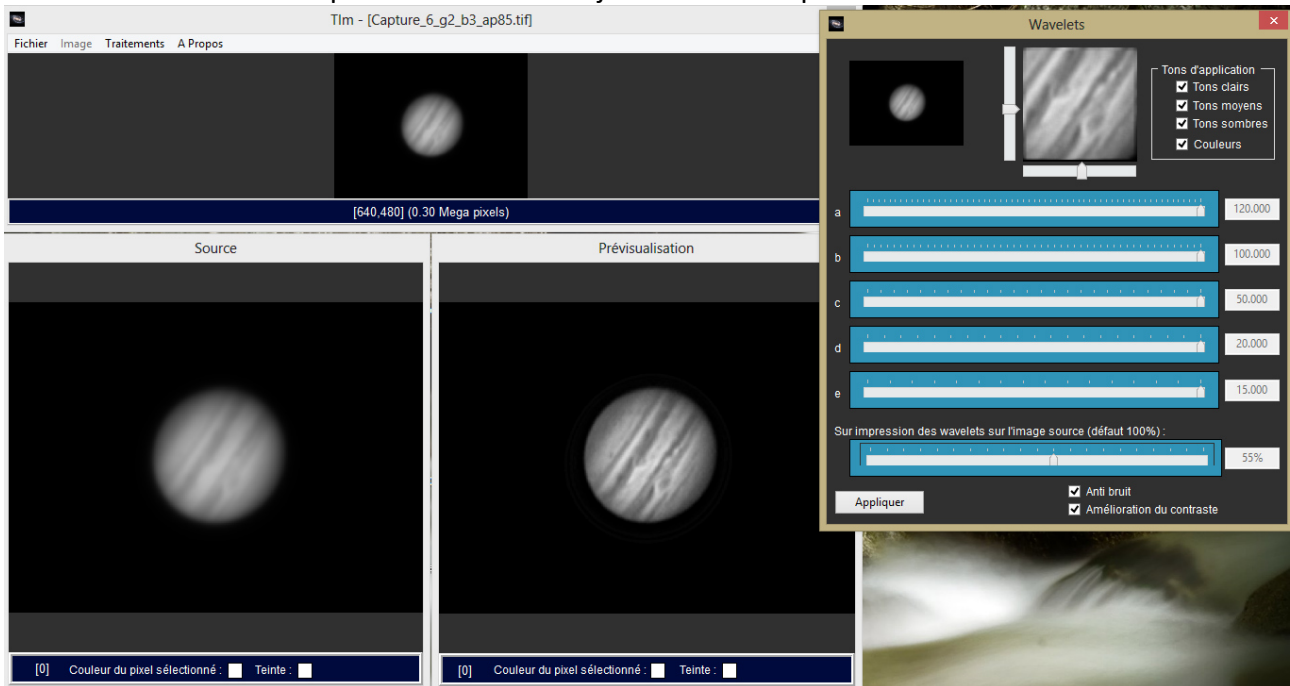 TIm - [Capture_6_g2_b3_ap85.tif]
Fichier Image Traitements A Propos
[640,480] (0.30 Mega pixels)
Source
Prévisualisation
[0] Couleur du pixel sélectionné : Teinte :
[0] Couleur du pixel sélectionné : Teinte :
Wavelets
Tons d'application
Tons clairs
Tons moyens
Tons sombres
Couleurs
a 120.000
b 100.000
c 50.000
d 20.000
e 15.000
Sur impression des wavelets sur l'image source (défaut 100%) :
55%
Appliquer
Anti bruit
Amélioration du contraste